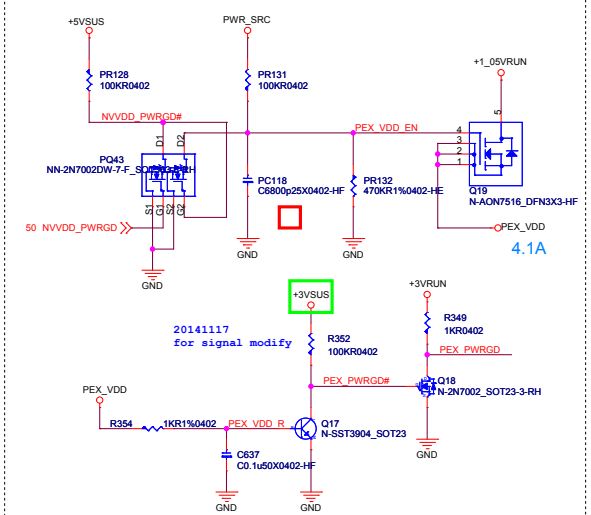 +5VSUS
PWR_SRC
+1_05VRUN
PR128
100KR0402
PR131
100KR0402
NVVDD_PWRGD#
D1
D2
PEX_VDD_EN
5
4
3
2
1
PQ43
NN-2N7002DW-7-F_
S1
G1
S2
G2
PC118
C6800p25X0402-HF
PR132
470KR1%0402-HE
Q19
N-AON7516_DFN3X3-HF
50 NVVDD_PWRGD
GND
GND
GND
PEX_VDD
4.1A
+3VSUS
+3VRUN
20141117
for signal modify
R352
100KR0402
R349
1KR0402
PEX_PWRGD
PEX_PWRGD#
Q18
N-2N7002_SOT23-3-RH
PEX_VDD
R354
1KR1%0402
PEX_VDD_R
Q17
N-SST3904_SOT23
C637
C0.1u50X0402-HF
GND
GND
GND